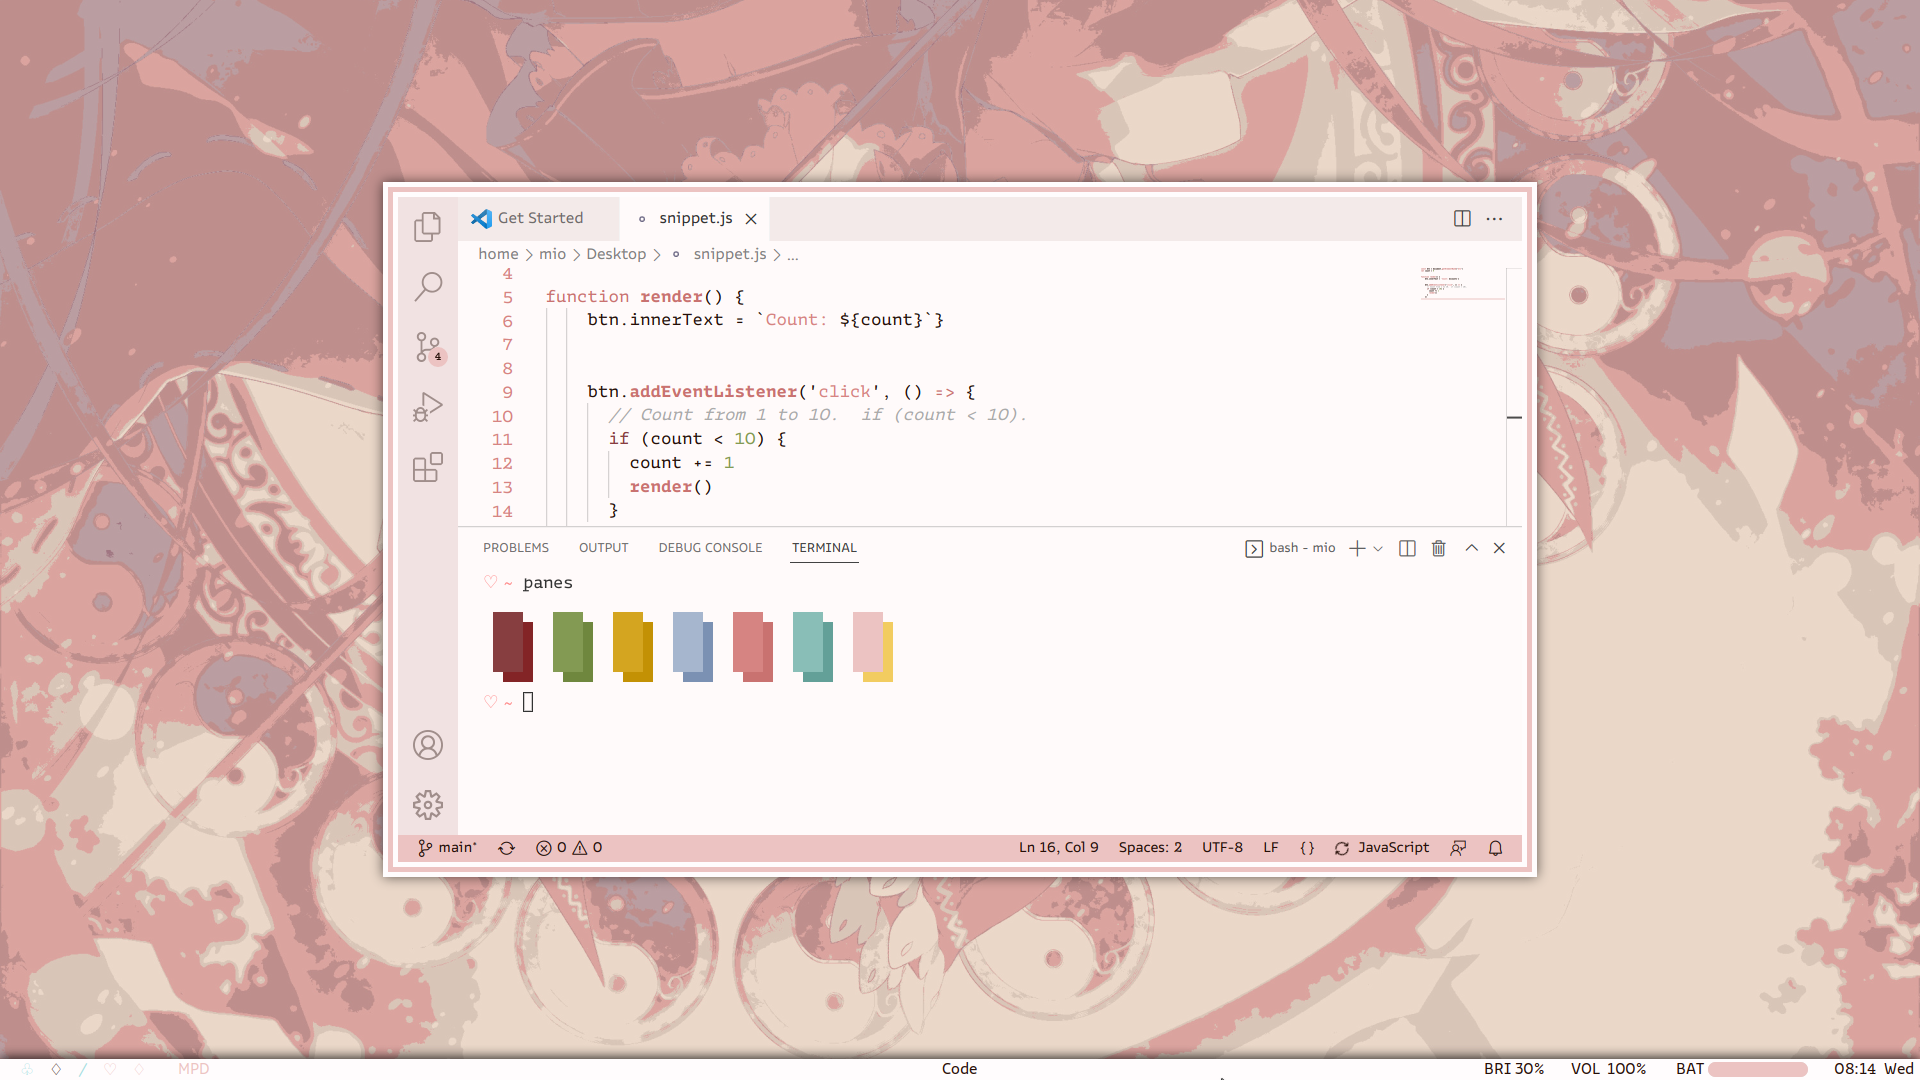 Get Started
snippet.js
home > mio > Desktop > snippet.js > ...
4
5 function render() {
6 btn.innerText = `Count: ${count}`}
7
8
9 btn.addEventListener('click', () => {
10 // Count from 1 to 10.  if (count < 10).
11 if (count < 10) {
12 count += 1
13 render()
14 }
4
PROBLEMS OUTPUT DEBUG CONSOLE TERMINAL bash - mio
♡ ~ panes
♡ ~
main* 0 0 Ln 16, Col 9 Spaces: 2 UTF-8 LF {} JavaScript
MPD Code BRI 30% VOL 100% BAT 08:14 Wed